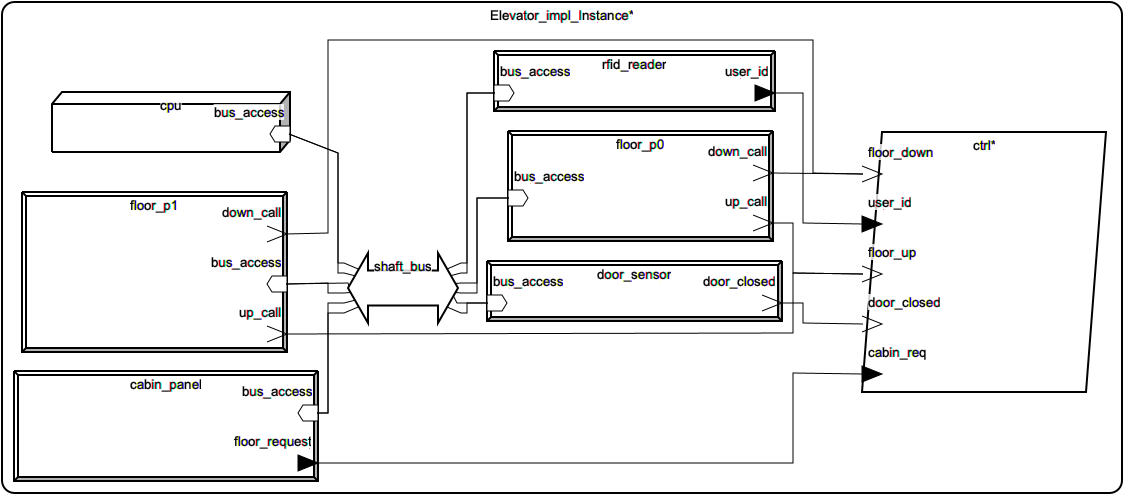 Elevator_impl_Instance*
rfid_reader
bus_access
user_id
cpu
bus_access
floor_p0
down_call
bus_access
up_call
ctrl*
floor_down
user_id
floor_up
door_closed
cabin_req
floor_p1
down_call
bus_access
up_call
shaft_bus
door_sensor
bus_access
door_closed
cabin_panel
bus_access
floor_request